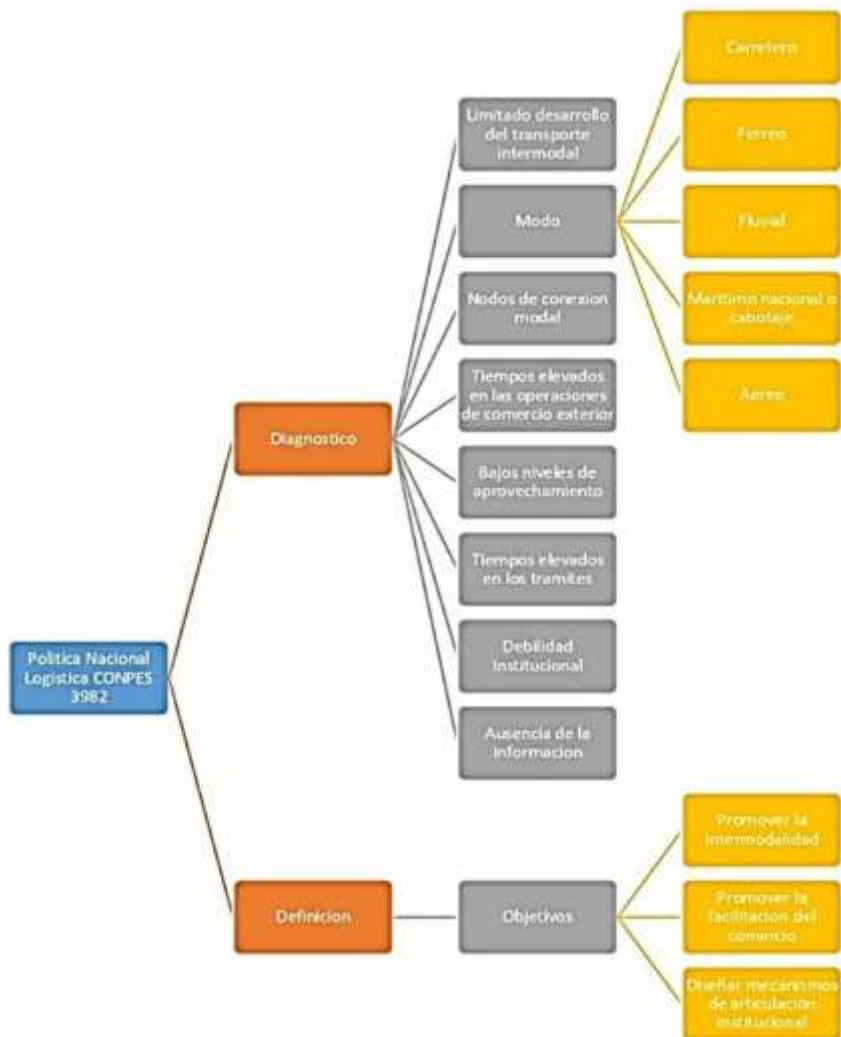 Carretero
Limitado desarrollo
del transporte
intermodal
Ferreo
Modo
Fluvial
Nodos de conexion
modal
Maritimo nacional o
cabotaje
Tiempos elevados
en las operaciones
de comercio exterior
Aereo
Diagnostico
Bajos niveles de
aprovechamiento
Tiempos elevados
en los tramites
Debilidad
Institucional
Politica Nacional
Logistica CONPES
3982
Ausencia de la
informacion
Promover la
intermodalidad
Definicion
Objetivos
Promover la
facilitacion del
comercio
Diseñar mecanismos
de articulación
institucional